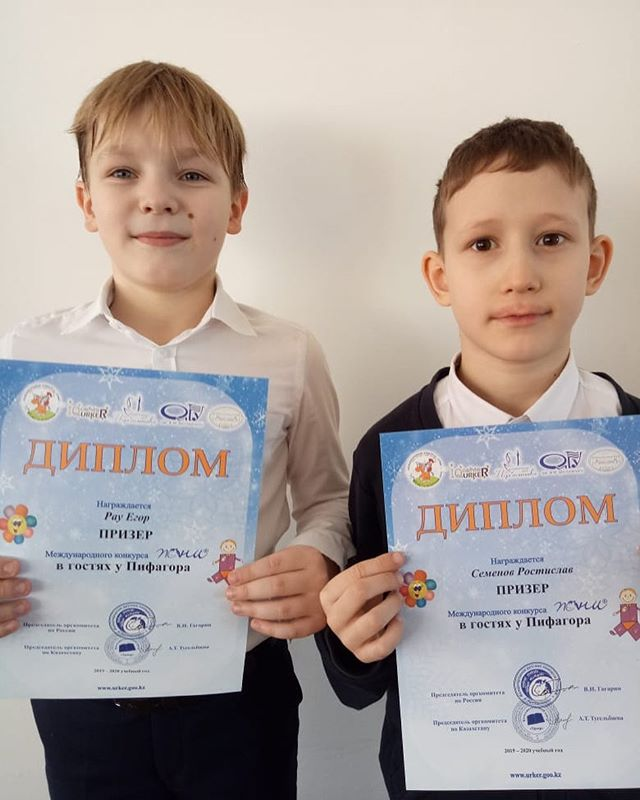 ДИПЛОМ
Награждается
Рау Егор
ПРИЗЕР
Международного конкурса почи
в гостях у Пифагора
Председатель оргкомитета
по России
В.И. Гагарин
Председатель оргкомитета
по Казахстану
А.Т. Тугельбаева
2019 – 2020 учебный год
www.urker.goo.kz
ДИПЛОМ
Награждается
Семенов Ростислав
ПРИЗЕР
Международного конкурса почи
в гостях у Пифагора
Председатель оргкомитета
по России
В.И. Гагарин
Председатель оргкомитета
по Казахстану
А.Т. Тугельбаева
2019 – 2020 учебный год
www.urker.goo.kz